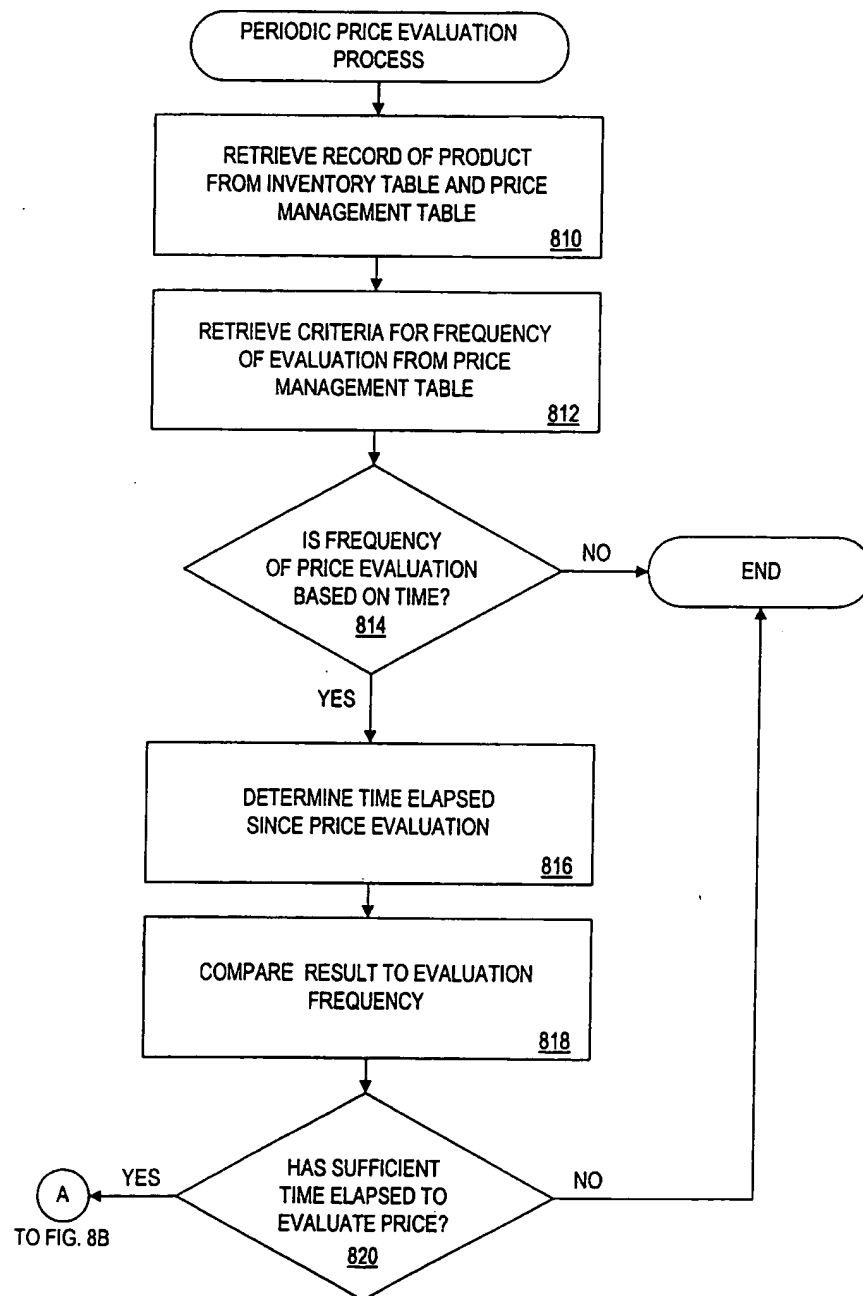 PERIODIC PRICE EVALUATION
PROCESS
RETRIEVE RECORD OF PRODUCT
FROM INVENTORY TABLE AND PRICE
MANAGEMENT TABLE
810
RETRIEVE CRITERIA FOR FREQUENCY
OF EVALUATION FROM PRICE
MANAGEMENT TABLE
812
IS FREQUENCY
OF PRICE EVALUATION
BASED ON TIME?
814
NO
END
YES
DETERMINE TIME ELAPSED
SINCE PRICE EVALUATION
816
COMPARE RESULT TO EVALUATION
FREQUENCY
818
HAS SUFFICIENT
TIME ELAPSED TO
EVALUATE PRICE?
820
YES
NO
A
TO FIG. 8B